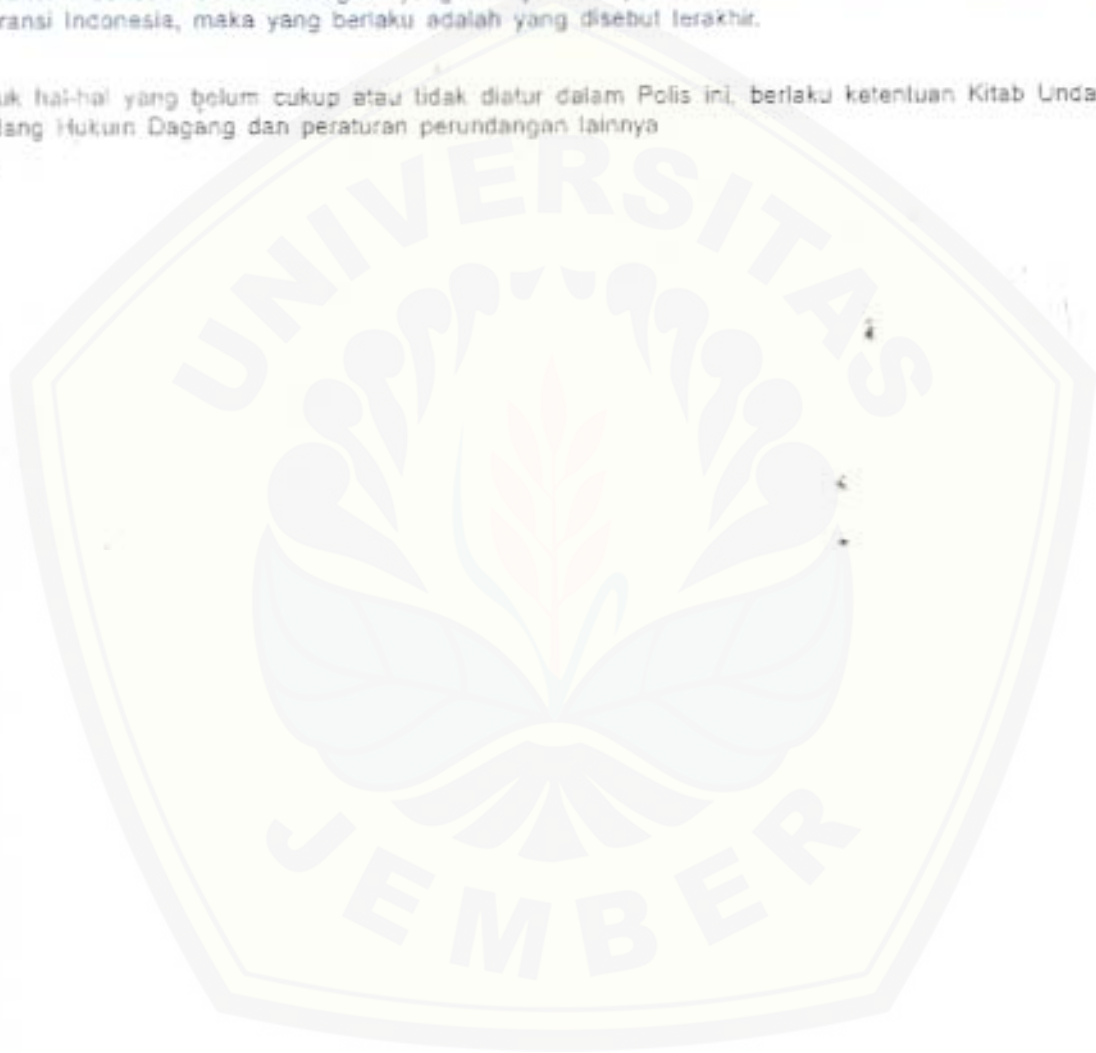 ransi Indonesia, maka yang berlaku adalah yang disebut terakhir.
uk hal-hal yang belum cukup atau tidak diatur dalam Polis ini, berlaku ketentuan Kitab Unda
lang Hukum Dagang dan peraturan perundangan lainnya
UNIVERSITAS
JEMBER